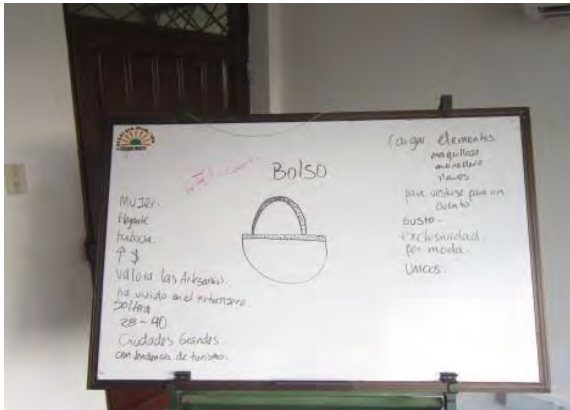 Bolso
Mujer.
Elegante
trabaja.
↑ $
Valora las Artesanías.
ha vivido en el extranjero.
Soltera
28 - 40
Ciudades Grandes
con tendencia de turismo.
Cargar elementos
maquillaje
monedero
llaves
para vestirse para un
evento
Gusto.
Exclusividad.
por moda.
Unicos.